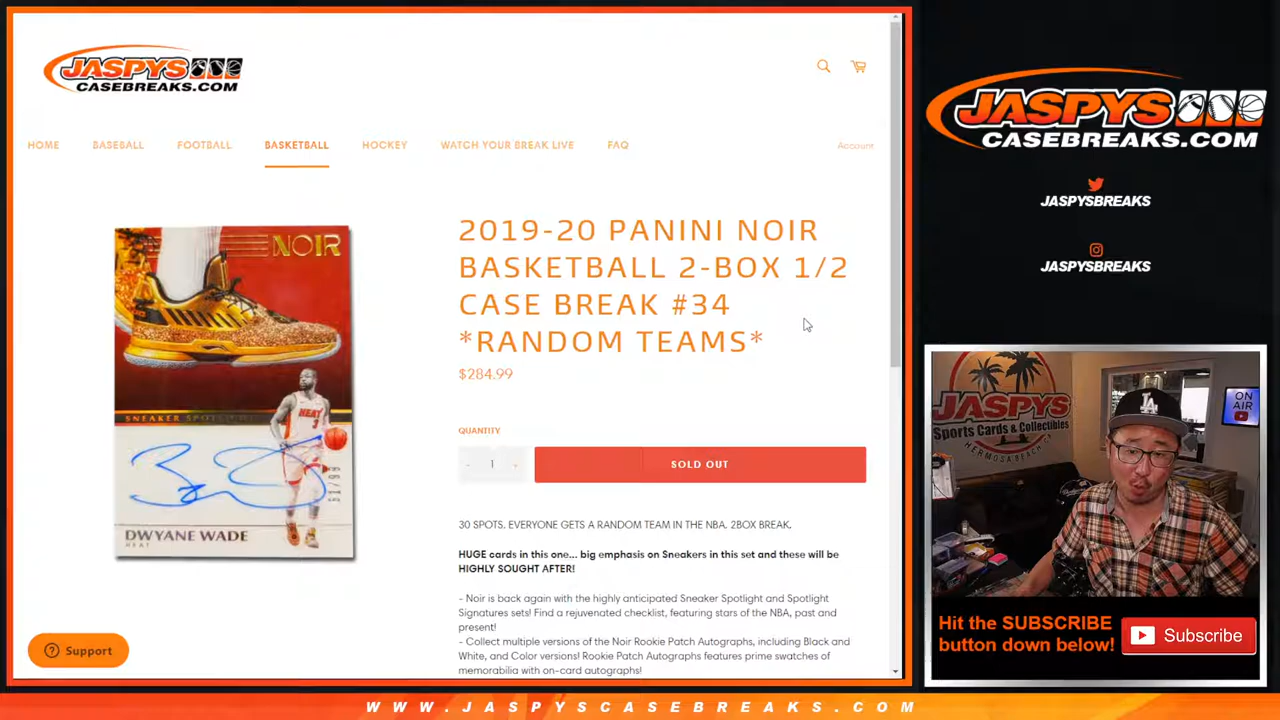 JASPYS
CASEBREAKS.COM
HOME
BASEBALL
FOOTBALL
BASKETBALL
HOCKEY
WATCH YOUR BREAK LIVE
FAQ
Account
NOIR
SNEAKER SPOTLIGHT
HEAT
3
DWYANE WADE
HEAT
2019-20 PANINI NOIR
BASKETBALL 2-BOX 1/2
CASE BREAK #34
*RANDOM TEAMS*
$284.99
QUANTITY
- 1 +
SOLD OUT
30 SPOTS. EVERYONE GETS A RANDOM TEAM IN THE NBA. 2BOX BREAK.
HUGE cards in this one... big emphasis on Sneakers in this set and these will be
HIGHLY SOUGHT AFTER!
- Noir is back again with the highly anticipated Sneaker Spotlight and Spotlight
Signatures sets! Find a rejuvenated checklist, featuring stars of the NBA, past and
present!
- Collect multiple versions of the Noir Rookie Patch Autographs, including Black and
White, and Color versions! Rookie Patch Autographs features prime swatches of
memorabilia with on-card autographs!
Support
JASPYS
CASEBREAKS.COM
JASPYSBREAKS
JASPYSBREAKS
JASPYS
Sports Cards & Collectibles
HERMOSA BEACH
ON
AIR
LA
Hit the SUBSCRIBE
button down below!
Subscribe
WWW.JASPYSCASEBREAKS.COM